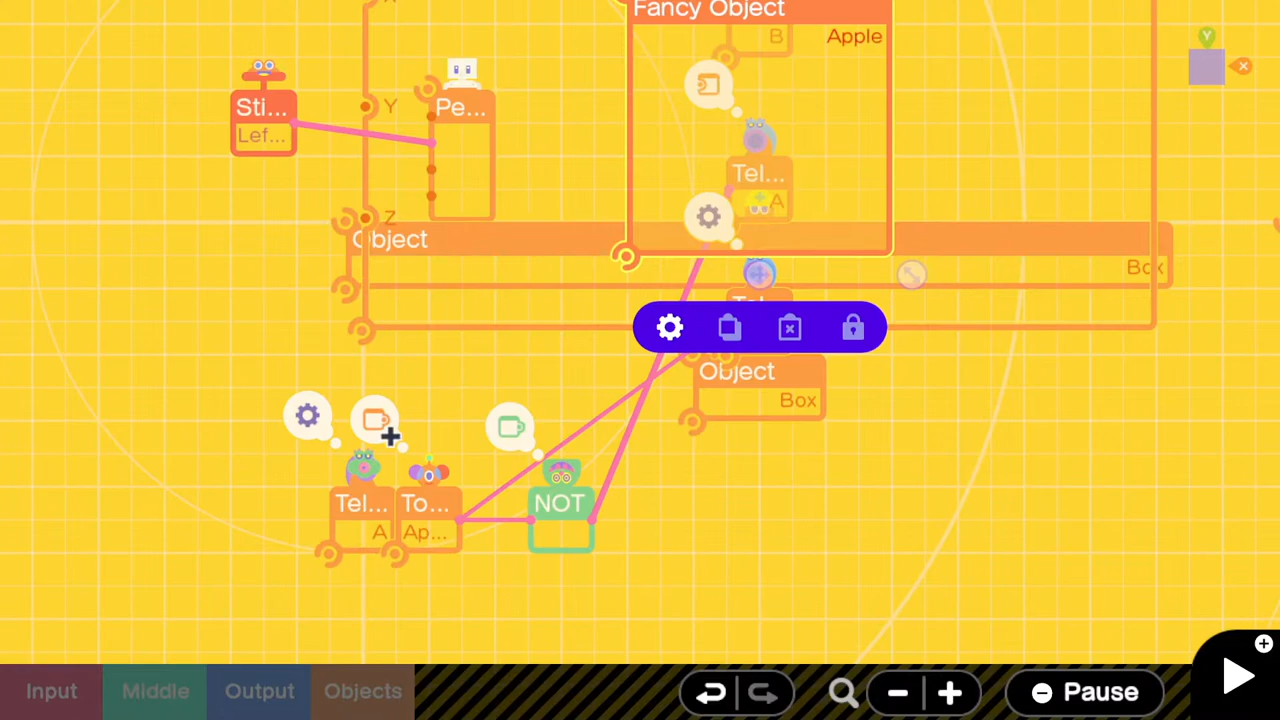 Fancy Object
B
Apple
Sti...
Lef...
Y
Pe...
Tel...
A
Z
Object
Box
Object
Box
Tel...
A
To...
Ap...
NOT
Input
Middle
Output
Objects
Pause
Y
X